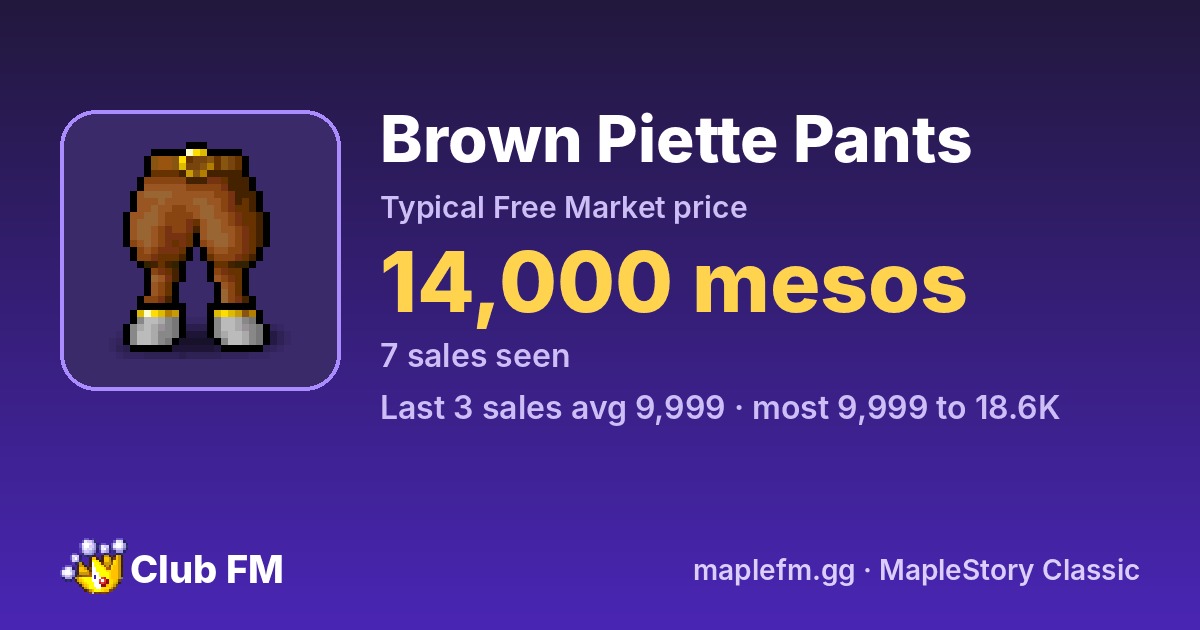 Brown Piette Pants
Typical Free Market price
14,000 mesos
7 sales seen
Last 3 sales avg 9,999 · most 9,999 to 18.6K
Club FM
maplefm.gg · MapleStory Classic